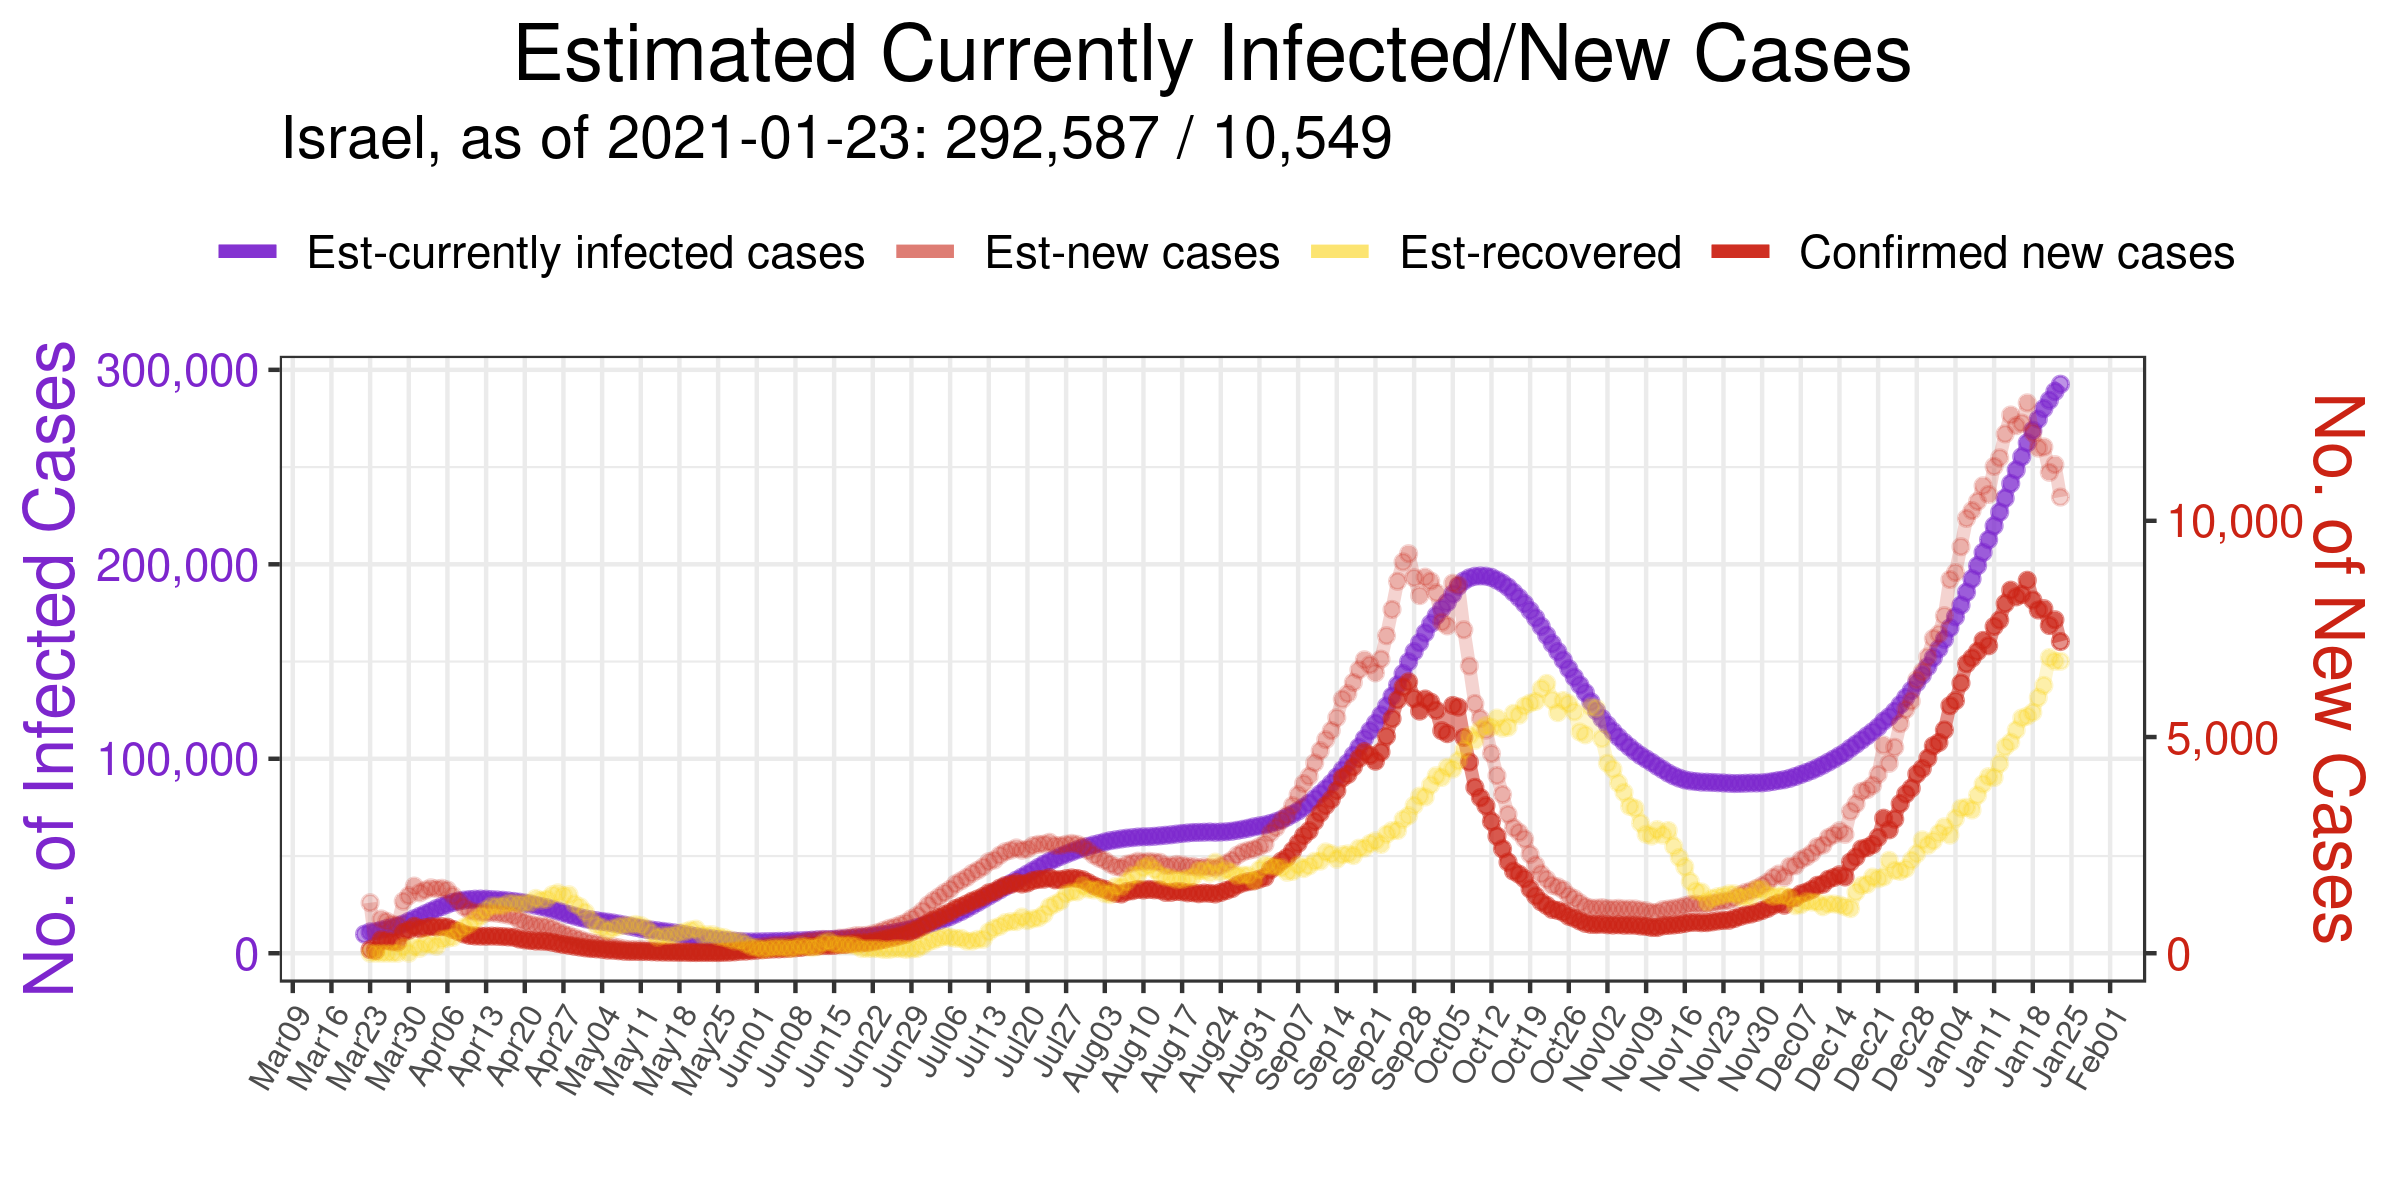 Estimated Currently Infected/New Cases
Israel, as of 2021-01-23: 292,587 / 10,549
Est-currently infected cases Est-new cases Est-recovered Confirmed new cases
No. of Infected Cases
300,000
200,000
100,000
0
10,000
5,000
0
No. of New Cases
Mar09 Mar16 Mar23 Mar30 Apr06 Apr13 Apr20 Apr27 May04 May11 May18 May25 Jun01 Jun08 Jun15 Jun22 Jun29 Jul06 Jul13 Jul20 Jul27 Aug03 Aug10 Aug17 Aug24 Aug31 Sep07 Sep14 Sep21 Sep28 Oct05 Oct12 Oct19 Oct26 Nov02 Nov09 Nov16 Nov23 Nov30 Dec07 Dec14 Dec21 Dec28 Jan04 Jan11 Jan18 Jan25 Feb01